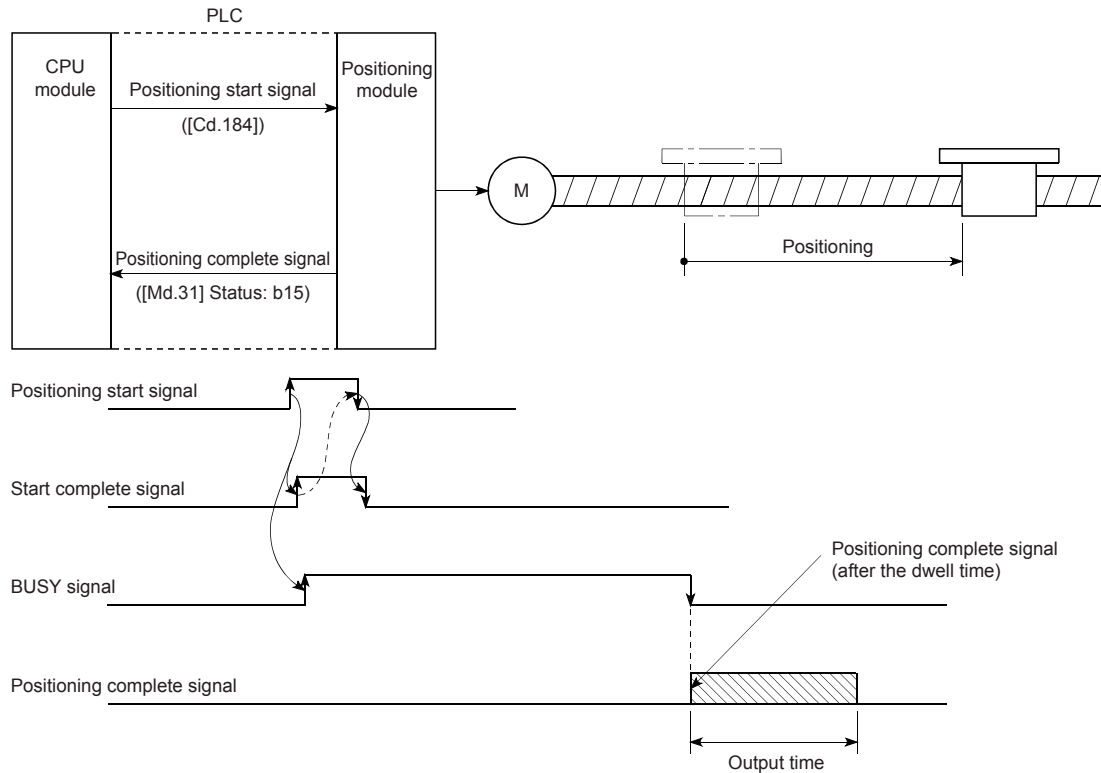 PLC
CPU
module
Positioning start signal
([Cd.184])
Positioning
module
M
Positioning complete signal
([Md.31] Status: b15)
Positioning
Positioning start signal
Start complete signal
BUSY signal
Positioning complete signal
(after the dwell time)
Positioning complete signal
Output time